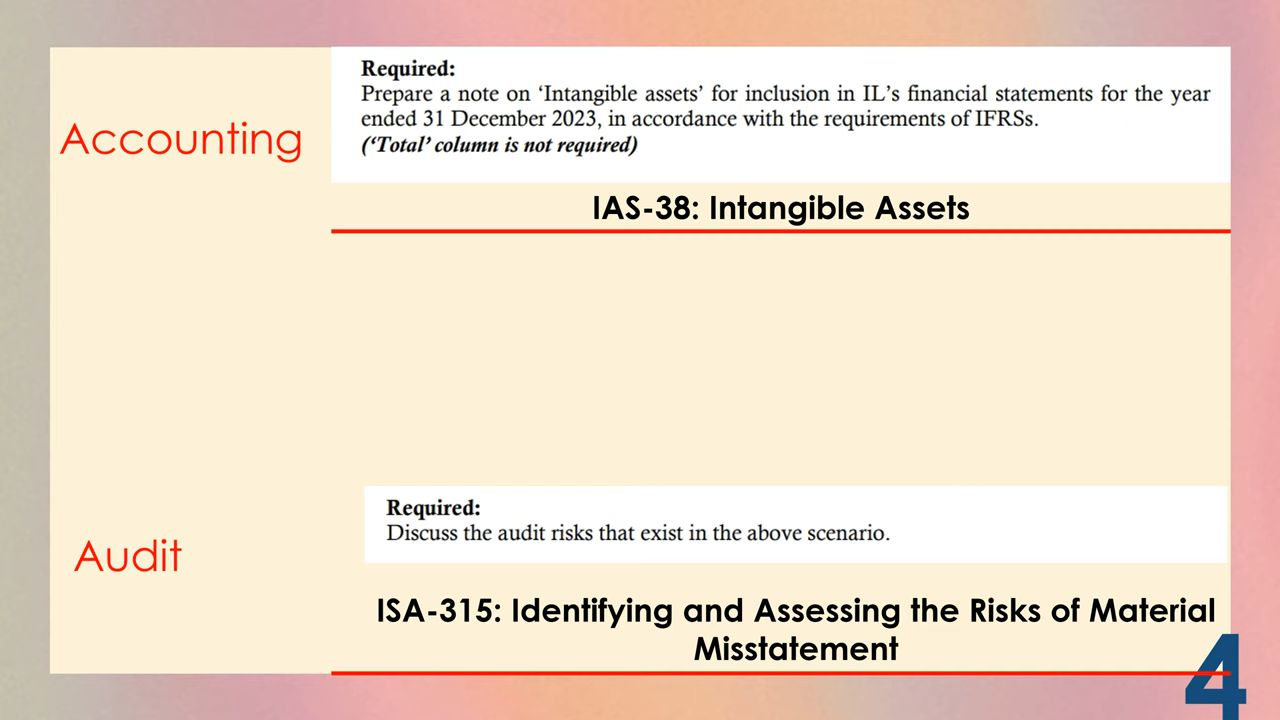 Accounting
Required:
Prepare a note on ‘Intangible assets’ for inclusion in IL’s financial statements for the year
ended 31 December 2023, in accordance with the requirements of IFRSs.
(‘Total’ column is not required)
IAS-38: Intangible Assets
Audit
Required:
Discuss the audit risks that exist in the above scenario.
ISA-315: Identifying and Assessing the Risks of Material
Misstatement
4